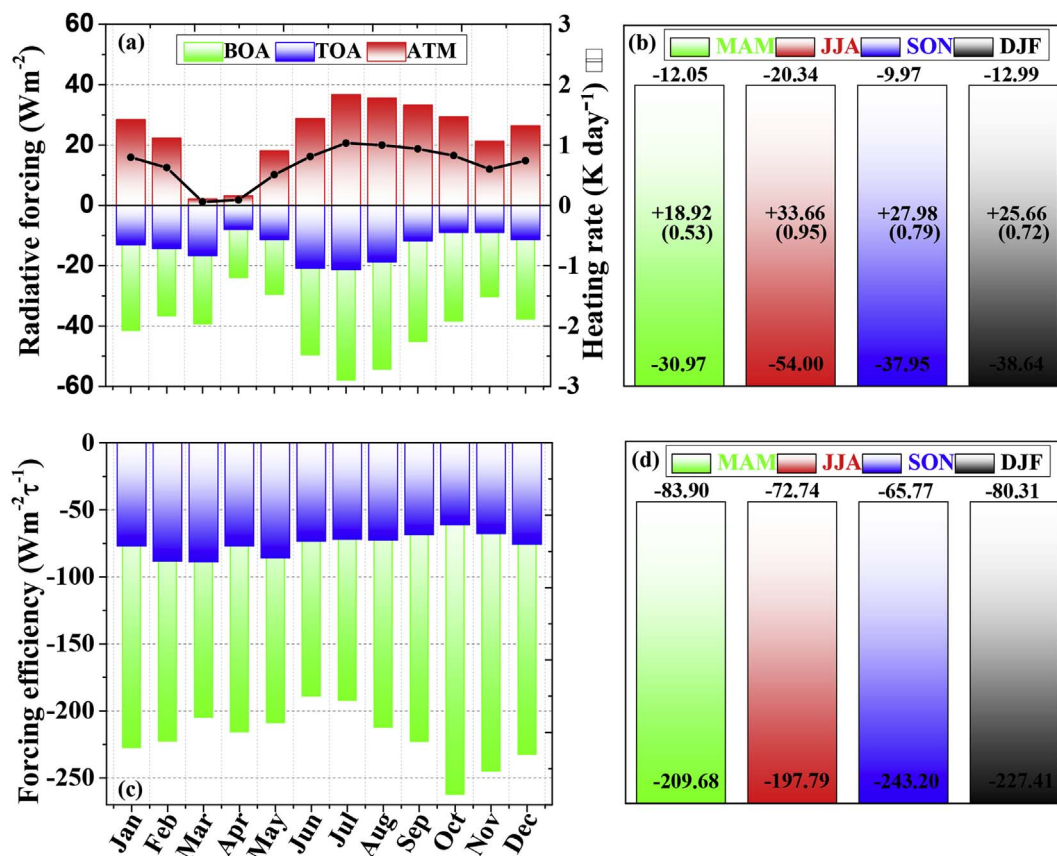 (a)
BOA TOA ATM
Radiative forcing (Wm⁻²)
60
40
20
0
-20
-40
-60
3
2
1
0
-1
-2
-3
Heating rate (K day⁻¹) □□
(b)
MAM JJA SON DJF
-12.05 -20.34 -9.97 -12.99
+18.92 +33.66 +27.98 +25.66
(0.53) (0.95) (0.79) (0.72)
-30.97 -54.00 -37.95 -38.64
Forcing efficiency (Wm⁻²τ⁻¹)
0
-50
-100
-150
-200
-250
(c)
Jan Feb Mar Apr May Jun Jul Aug Sep Oct Nov Dec
(d)
MAM JJA SON DJF
-83.90 -72.74 -65.77 -80.31
-209.68 -197.79 -243.20 -227.41